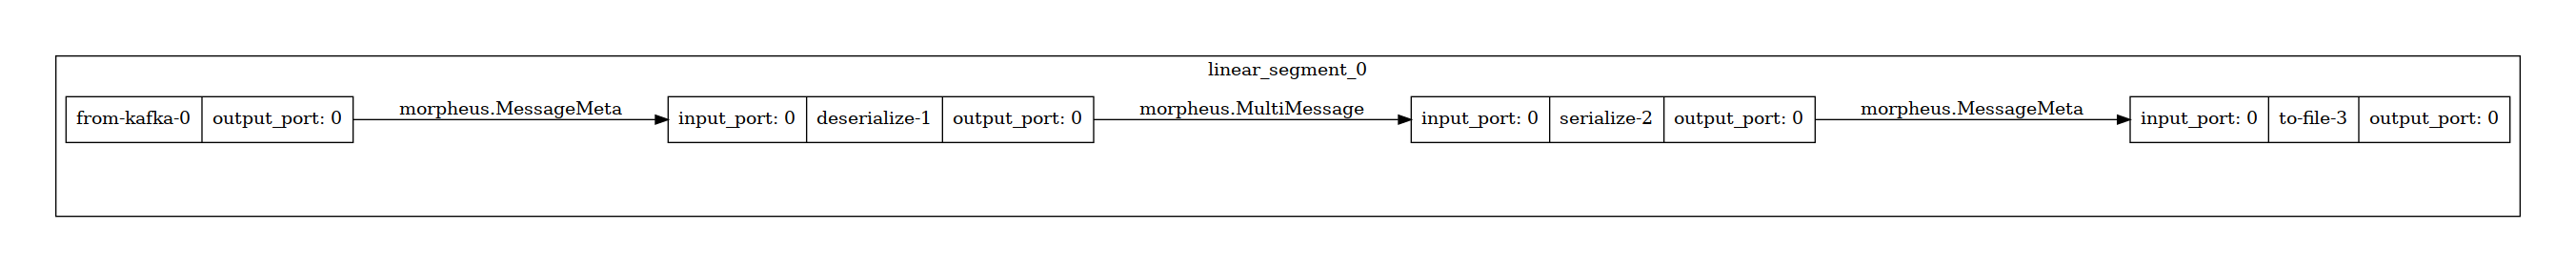 linear_segment_0
from-kafka-0 output_port: 0 morpheus.MessageMeta input_port: 0 deserialize-1 output_port: 0 morpheus.MultiMessage input_port: 0 serialize-2 output_port: 0 morpheus.MessageMeta input_port: 0 to-file-3 output_port: 0